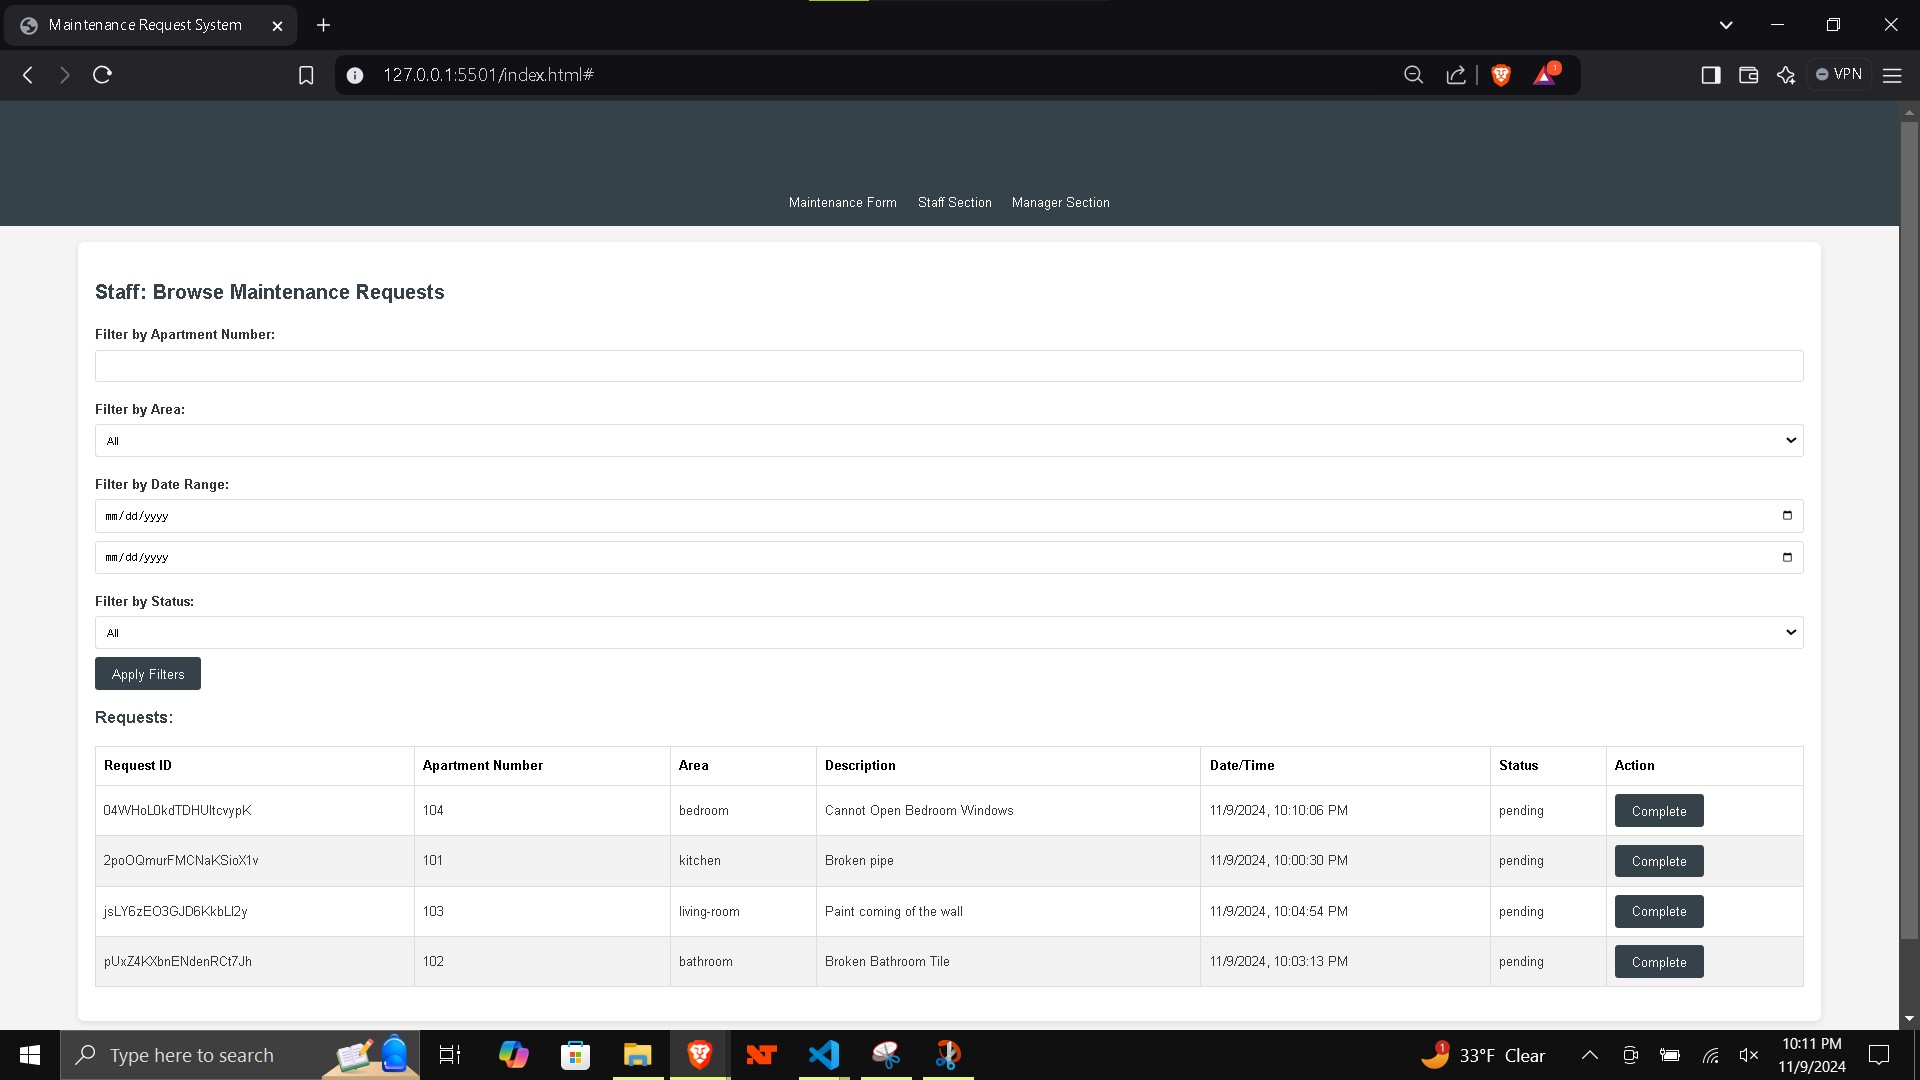 Maintenance Request System
127.0.0.1:5501/index.html#
1
VPN
Maintenance Form Staff Section Manager Section
Staff: Browse Maintenance Requests
Filter by Apartment Number:
Filter by Area:
All
Filter by Date Range:
mm/dd/yyyy
mm/dd/yyyy
Filter by Status:
All
Apply Filters
Requests:
Request ID Apartment Number Area Description Date/Time Status Action
04WHoL0kdTDHUItcvypK 104 bedroom Cannot Open Bedroom Windows 11/9/2024, 10:10:06 PM pending Complete
2poOQmurFMCNaKSioX1v 101 kitchen Broken pipe 11/9/2024, 10:00:30 PM pending Complete
jsLY6zEO3GJD6KkbLI2y 103 living-room Paint coming of the wall 11/9/2024, 10:04:54 PM pending Complete
pUxZ4KXbnENdenRCt7Jh 102 bathroom Broken Bathroom Tile 11/9/2024, 10:03:13 PM pending Complete
Type here to search
NT
1
33°F Clear
10:11 PM
11/9/2024